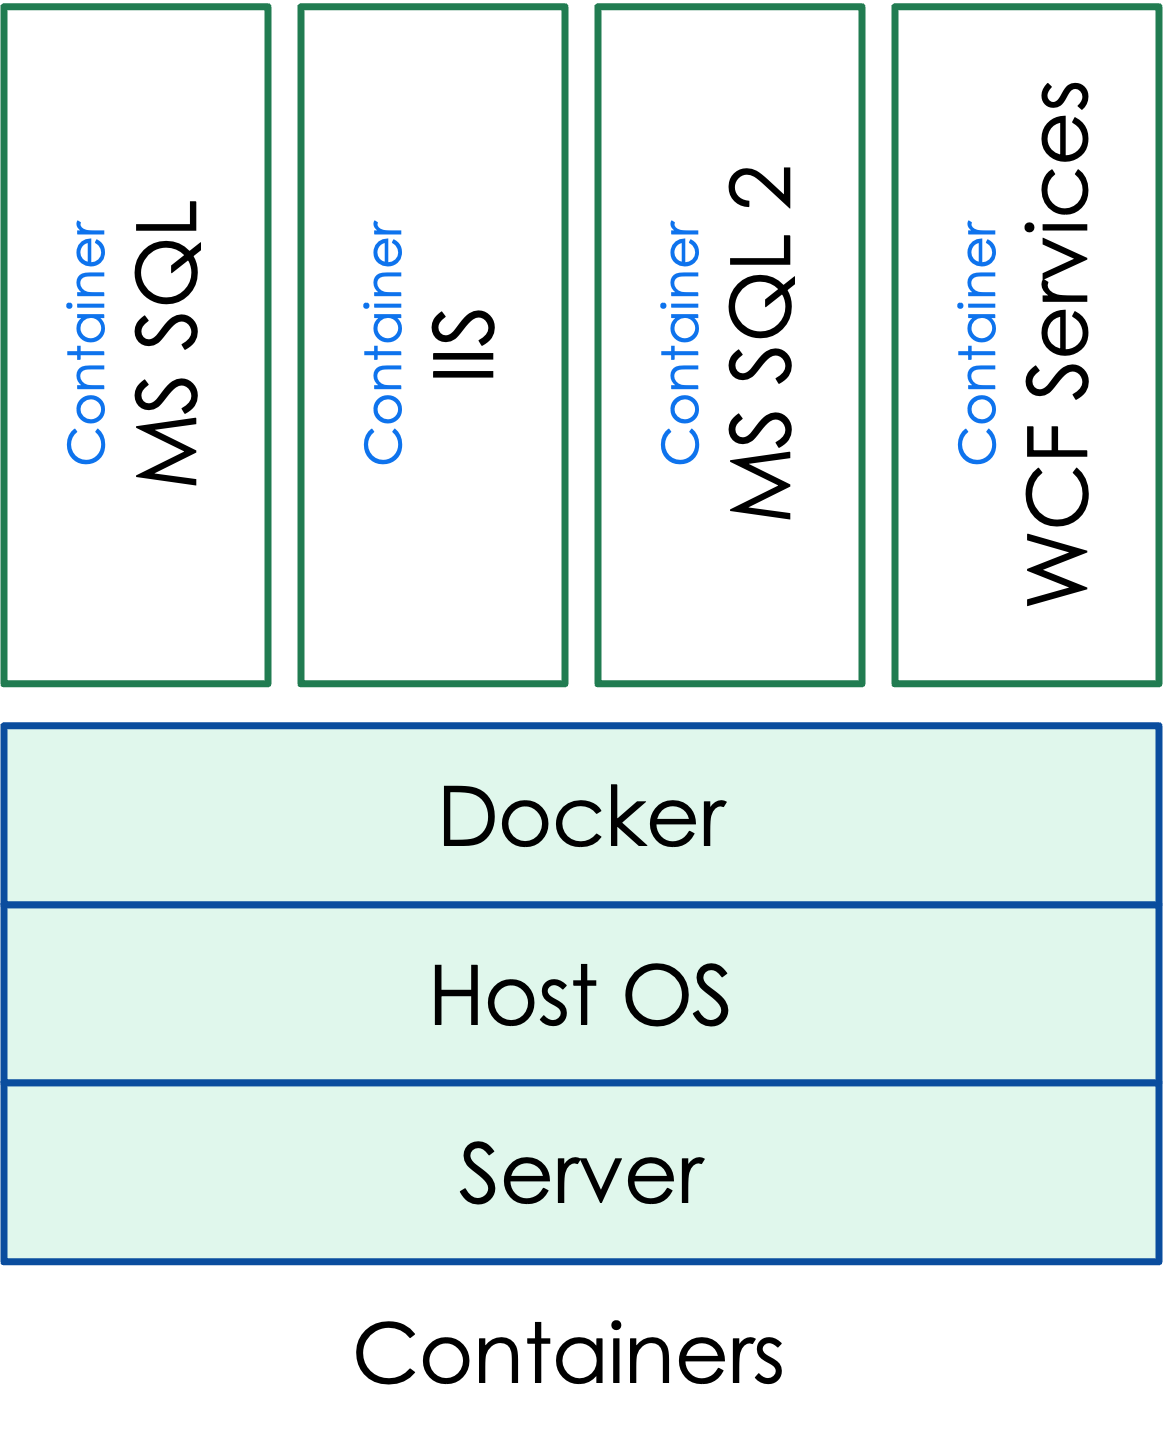 Container
MS SQL
Container
IIS
Container
MS SQL 2
Container
WCF Services
Docker
Host OS
Server
Containers